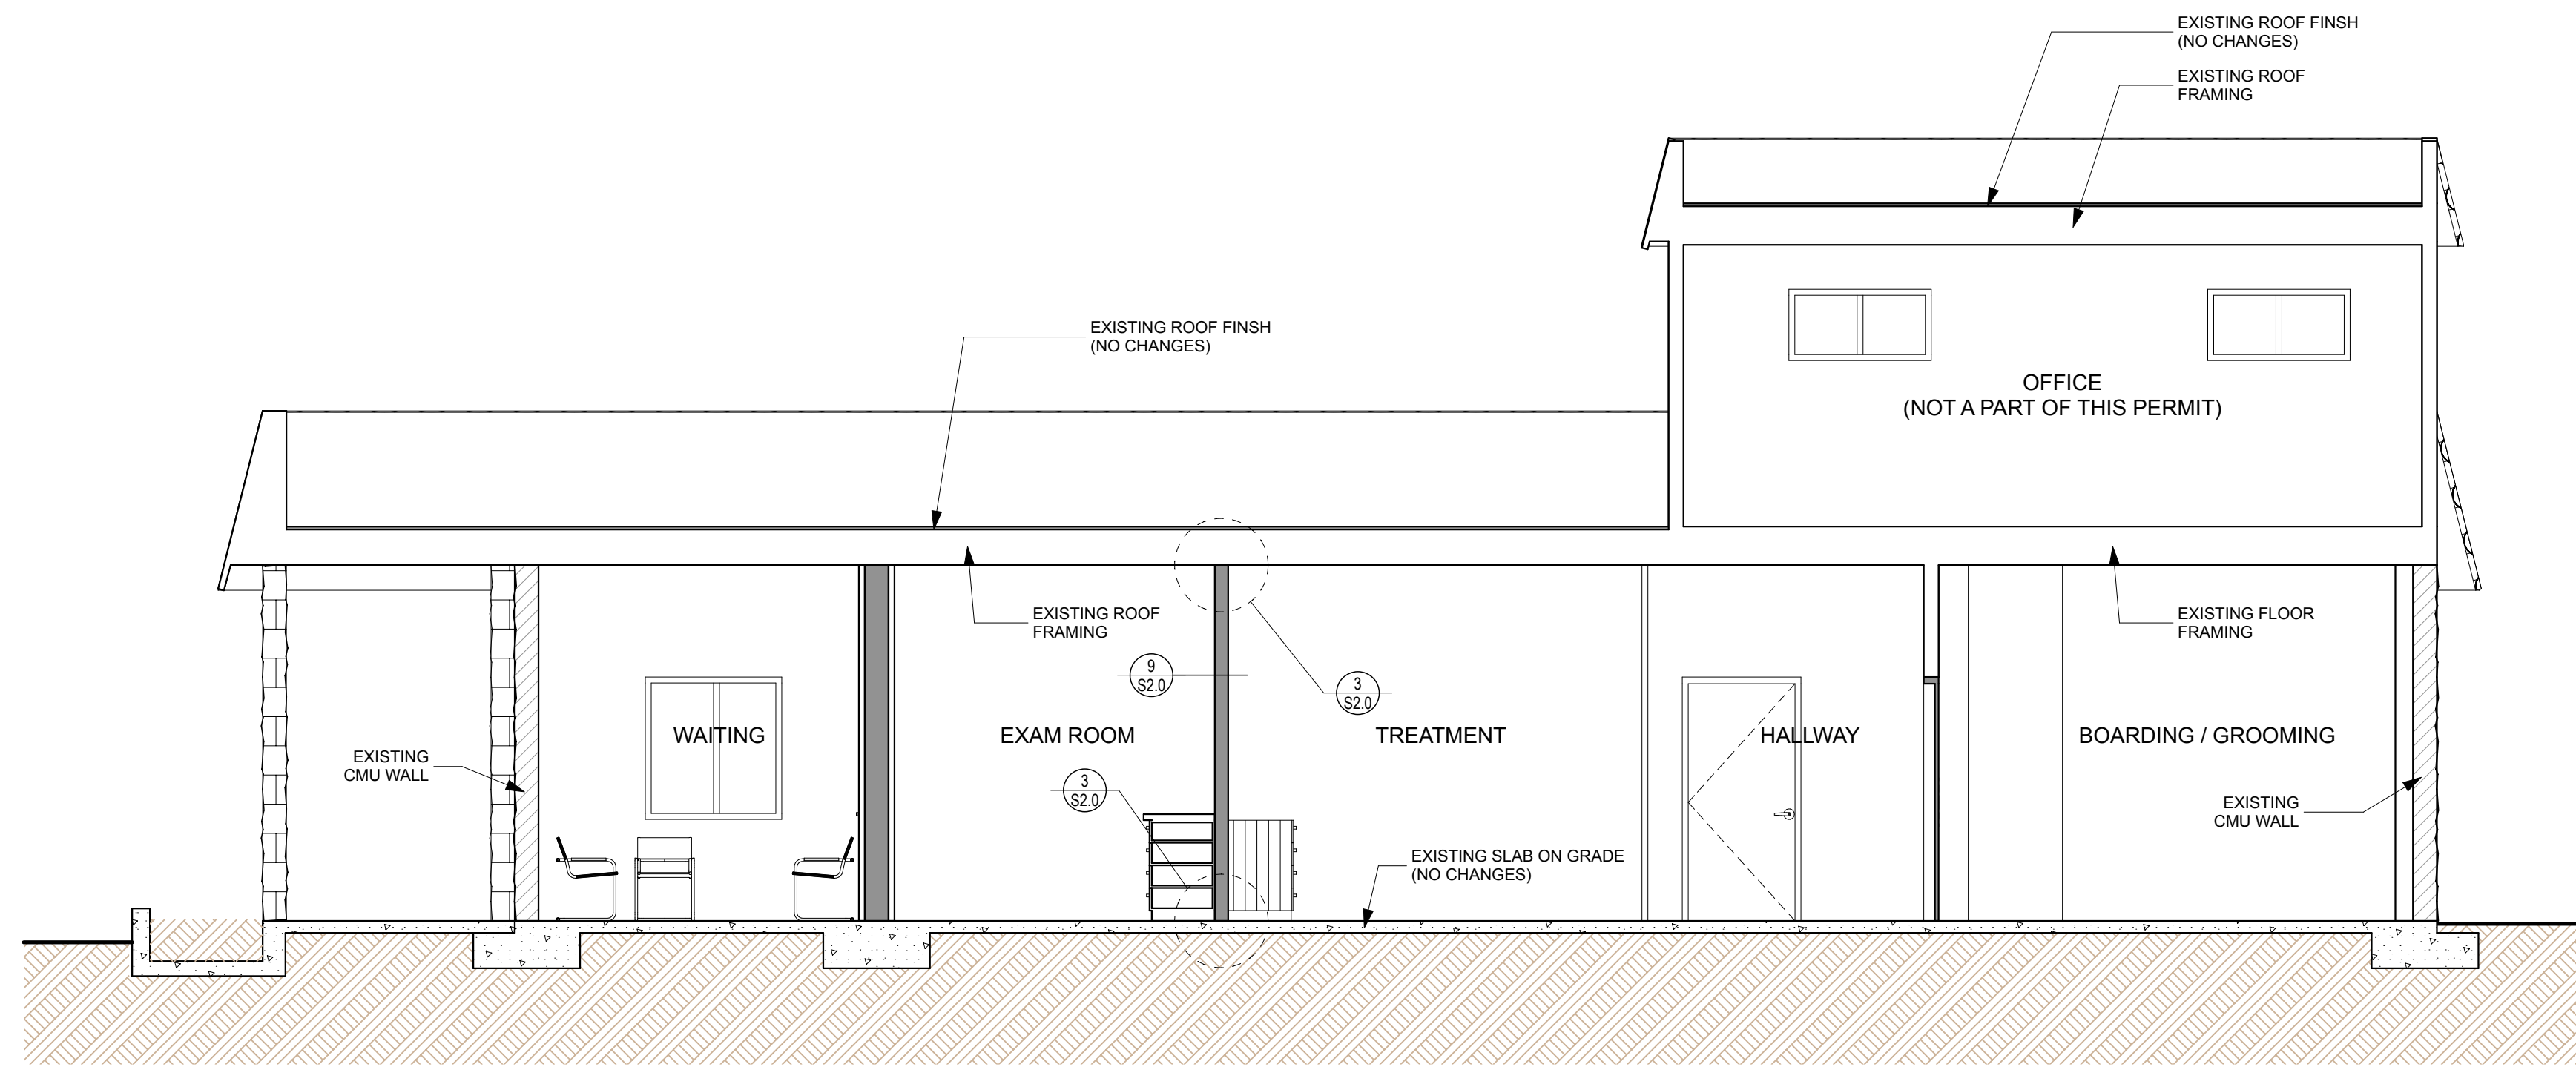 EXISTING ROOF FINSH
(NO CHANGES)
EXISTING ROOF
FRAMING
EXISTING ROOF FINSH
(NO CHANGES)
OFFICE
(NOT A PART OF THIS PERMIT)
EXISTING ROOF
FRAMING
EXISTING FLOOR
FRAMING
9
S2.0
3
S2.0
WAITING
EXAM ROOM
TREATMENT
HALLWAY
BOARDING / GROOMING
EXISTING
CMU WALL
3
S2.0
EXISTING
CMU WALL
EXISTING SLAB ON GRADE
(NO CHANGES)